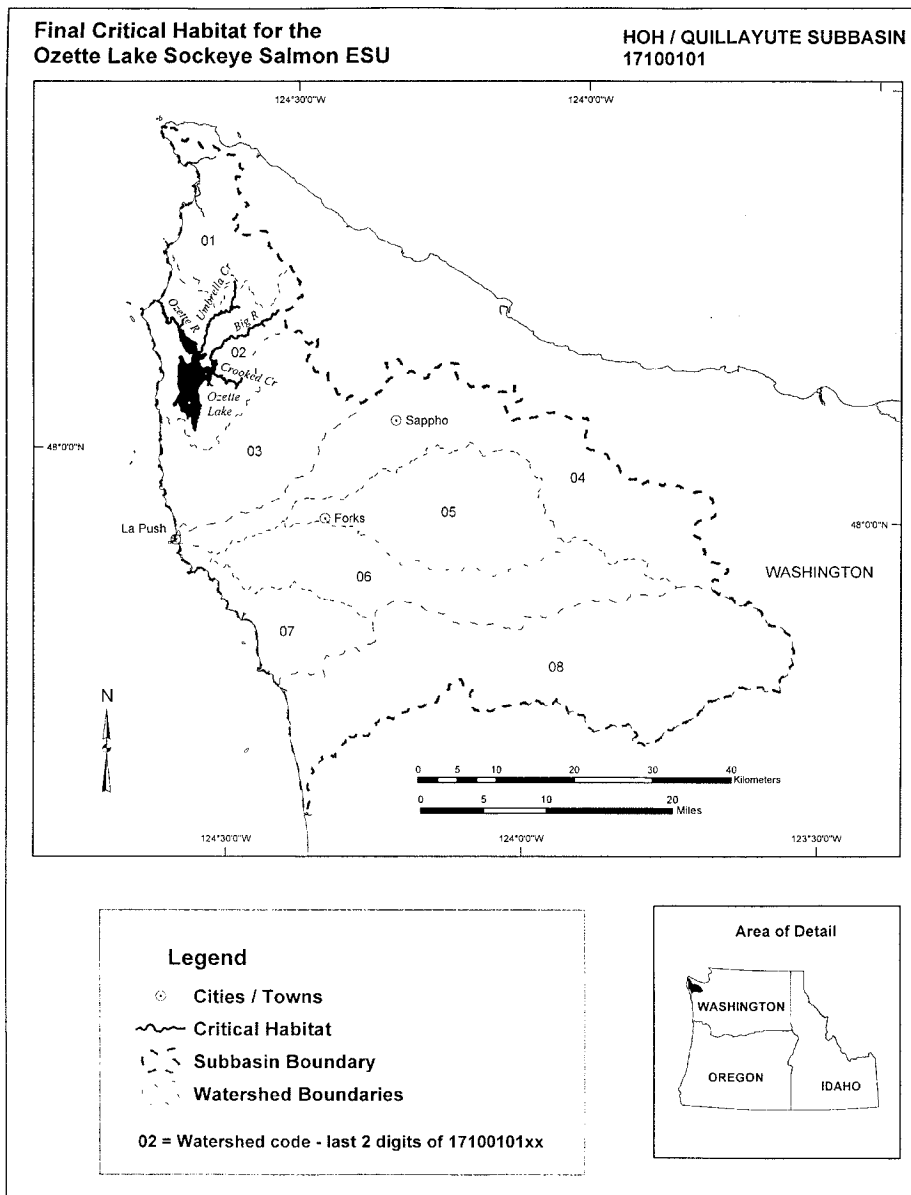 Final Critical Habitat for the
Ozette Lake Sockeye Salmon ESU
HOH / QUILLAYUTE SUBBASIN
17100101
124°30'0"W
124°0'0"W
01
Ozette R
Umbrella Cr
Big R
02
Crooked Cr
Ozette
Lake
Sappho
48°0'0"N
03
04
La Push
Forks
05
48°0'0"N
06
WASHINGTON
07
08
N
0 5 10 20 30 40
Kilometers
0 5 10 20
Miles
124°30'0"W
124°0'0"W
123°30'0"W
Legend
Cities / Towns
Critical Habitat
Subbasin Boundary
Watershed Boundaries
02 = Watershed code - last 2 digits of 17100101xx
Area of Detail
WASHINGTON
OREGON
IDAHO